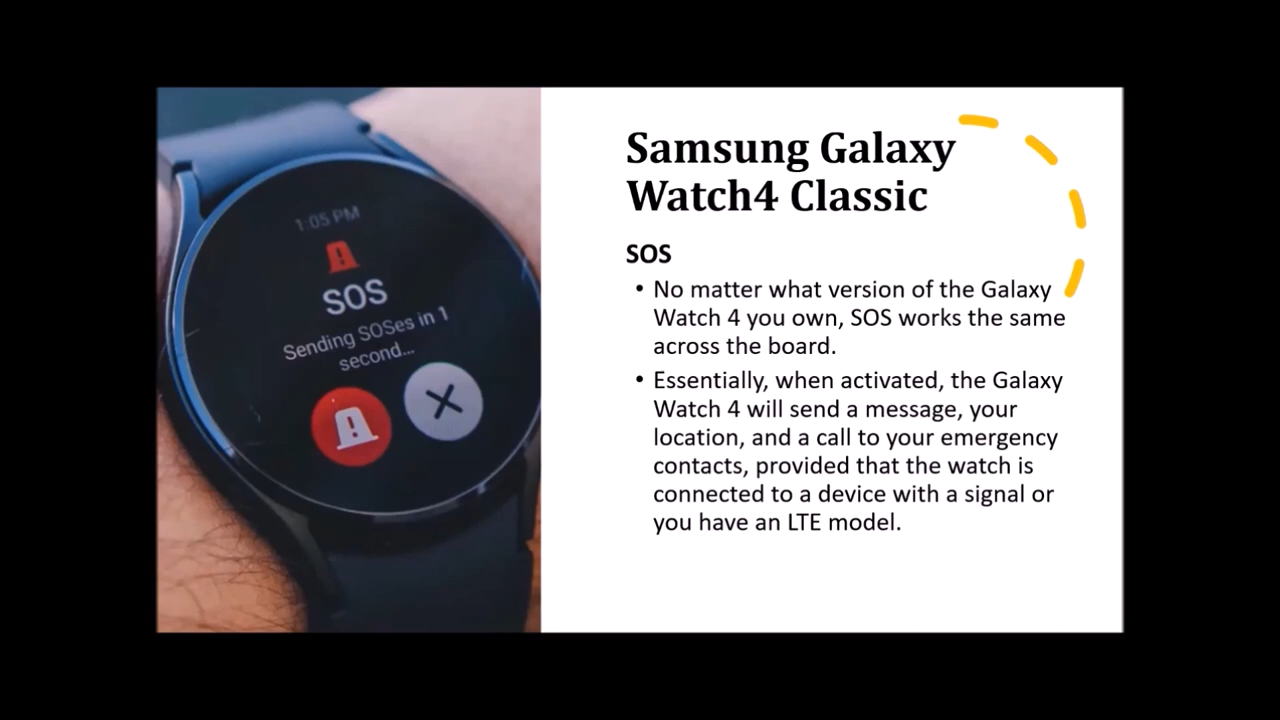 1:05 PM
SOS
Sending SOSes in 1
second...
Samsung Galaxy
Watch4 Classic
SOS
• No matter what version of the Galaxy
Watch 4 you own, SOS works the same
across the board.
• Essentially, when activated, the Galaxy
Watch 4 will send a message, your
location, and a call to your emergency
contacts, provided that the watch is
connected to a device with a signal or
you have an LTE model.